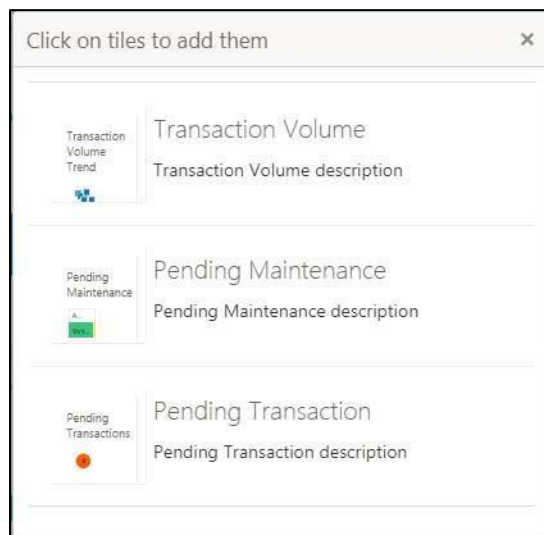 Click on tiles to add them ×
Transaction
Volume
Trend
Transaction Volume
Transaction Volume description
Pending
Maintenance
A...
Pending Maintenance
Pending Maintenance description
Pending
Transactions
Pending Transaction
Pending Transaction description